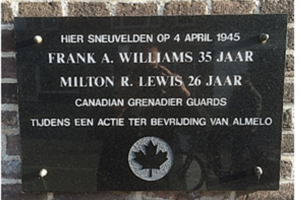 HIER SNEUVELDEN OP 4 APRIL 1945
FRANK A. WILLIAMS 35 JAAR
MILTON R. LEWIS 26 JAAR
CANADIAN GRENADIER GUARDS
TIJDENS EEN ACTIE TER BEVRIJDING VAN ALMELO